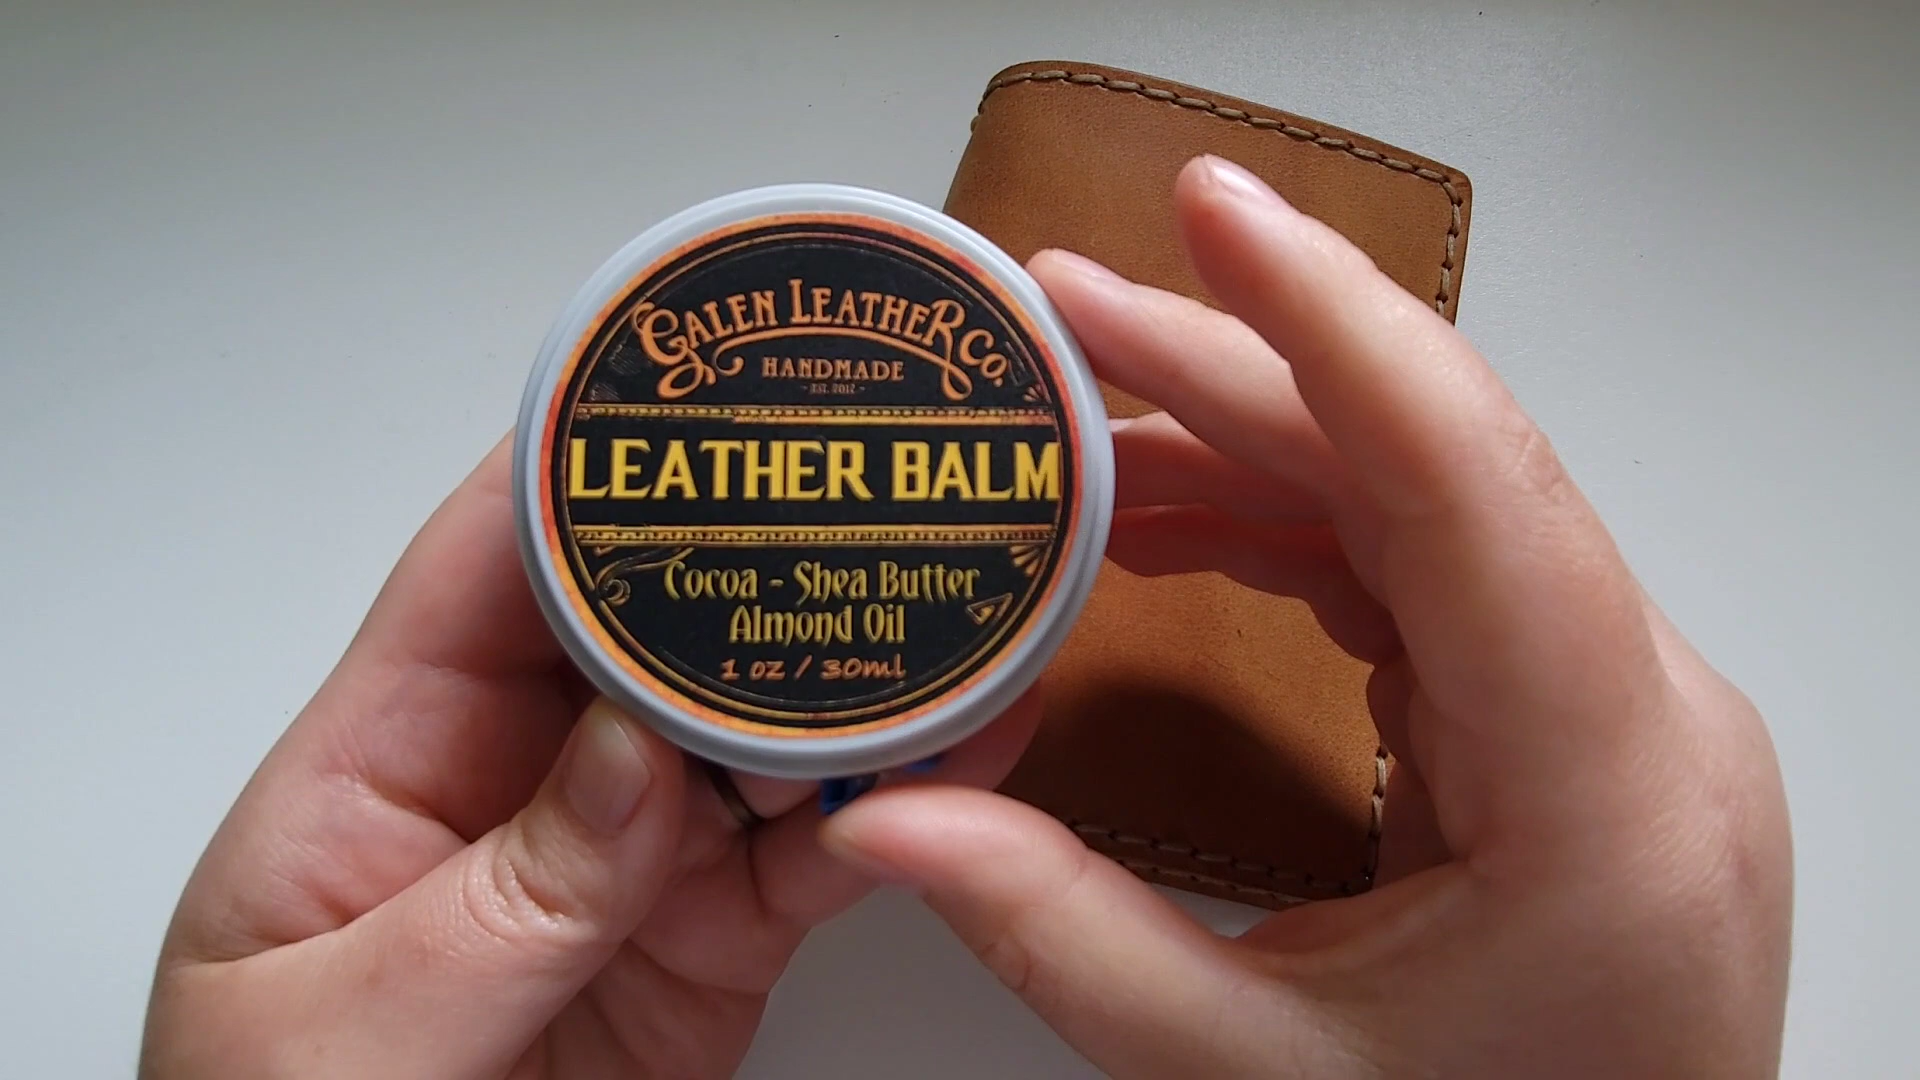 GALEN LEATHER CO.
HANDMADE
- EST. 2012 -
LEATHER BALM
Cocoa - Shea Butter
Almond Oil
1 oz / 30ml